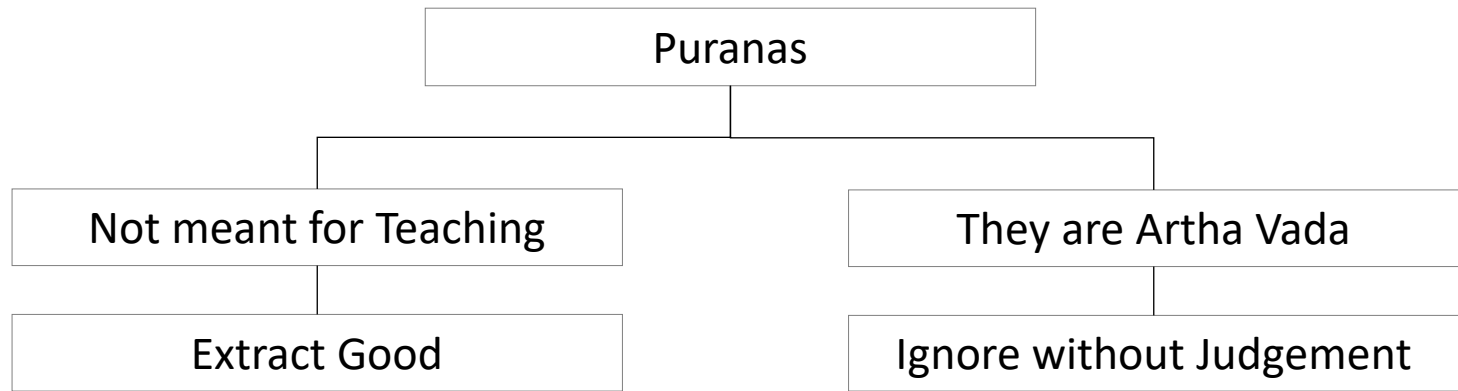 Puranas
Not meant for Teaching
They are Artha Vada
Extract Good
Ignore without Judgement